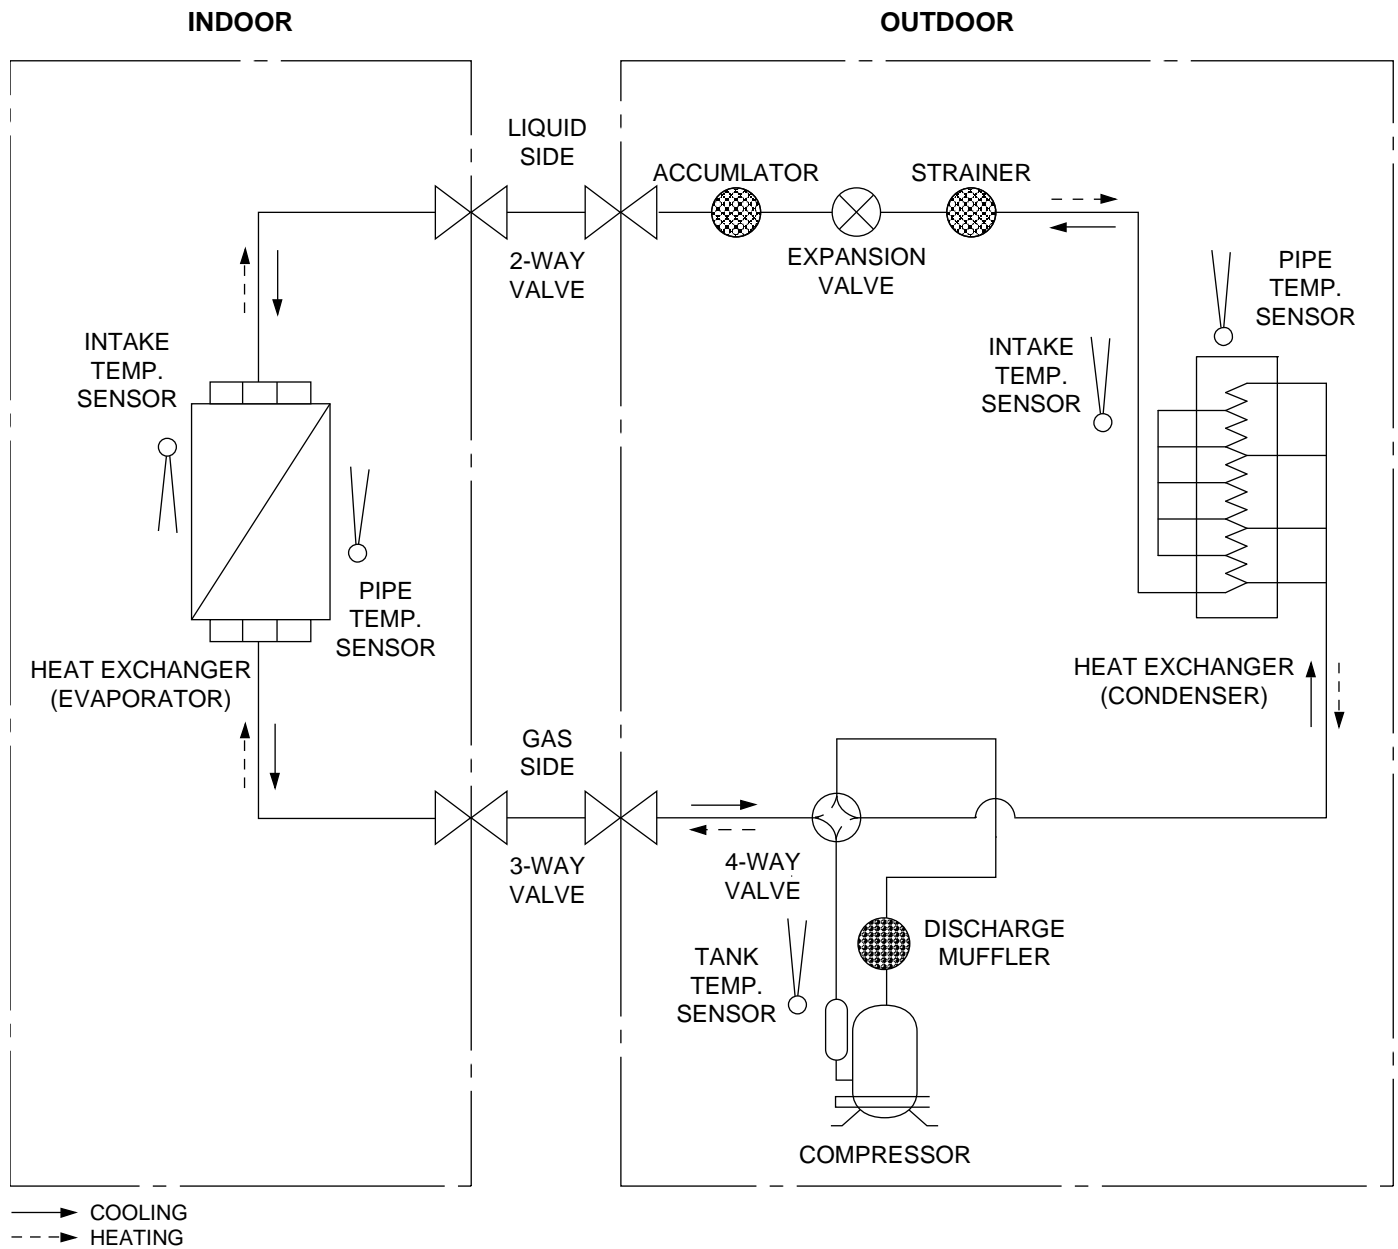 INDOOR
OUTDOOR
LIQUID
SIDE
ACCUMLATOR
STRAINER
2-WAY
VALVE
EXPANSION
VALVE
PIPE
TEMP.
SENSOR
INTAKE
TEMP.
SENSOR
INTAKE
TEMP.
SENSOR
PIPE
TEMP.
SENSOR
HEAT EXCHANGER
(EVAPORATOR)
HEAT EXCHANGER
(CONDENSER)
GAS
SIDE
3-WAY
VALVE
4-WAY
VALVE
DISCHARGE
MUFFLER
TANK
TEMP.
SENSOR
COMPRESSOR
COOLING
HEATING